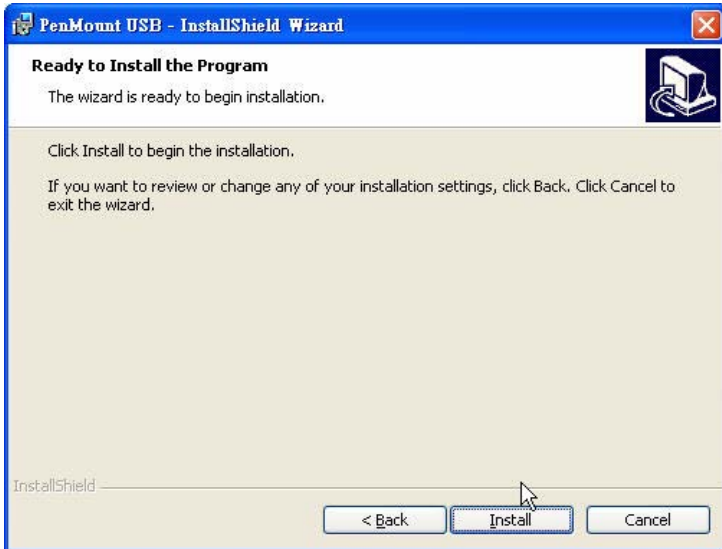 PenMount USB - InstallShield Wizard
Ready to Install the Program
The wizard is ready to begin installation.
Click Install to begin the installation.
If you want to review or change any of your installation settings, click Back. Click Cancel to
exit the wizard.
InstallShield
< Back
Install
Cancel